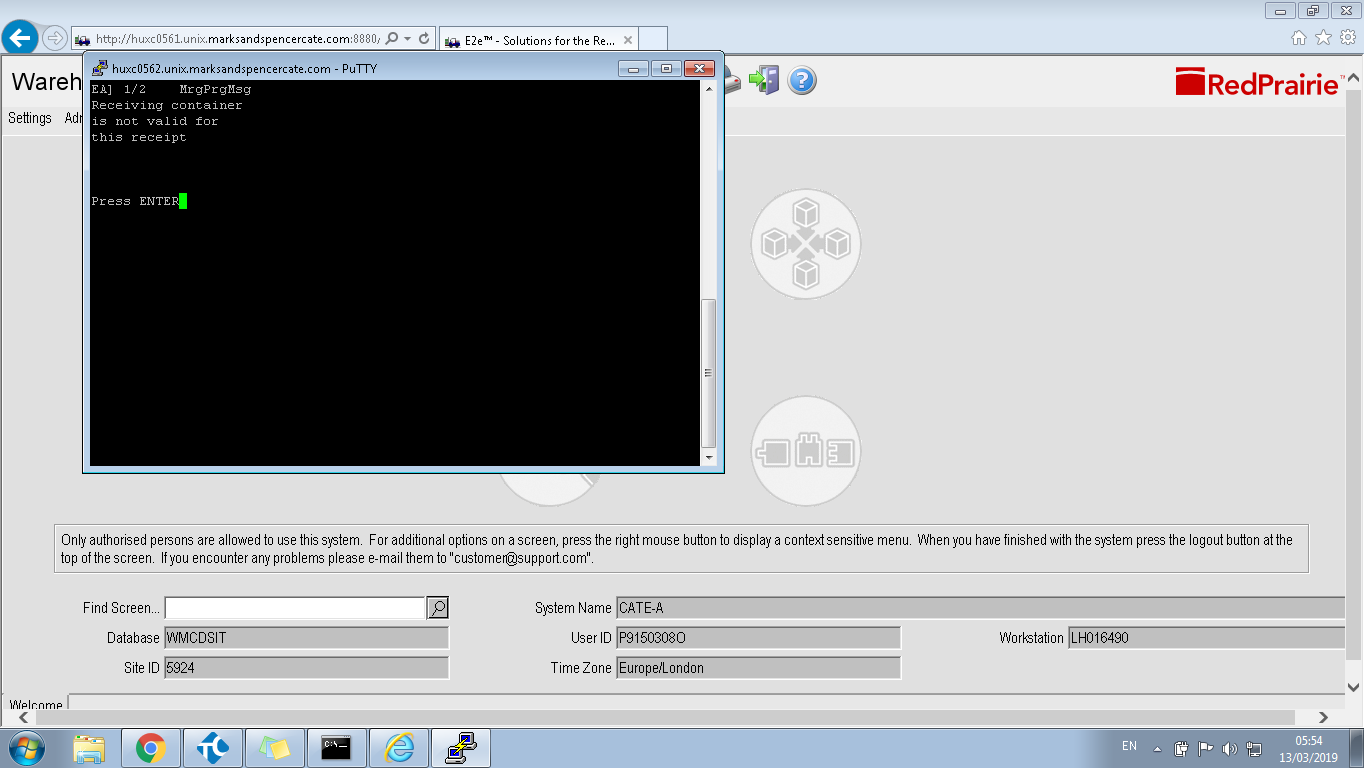 http://huxc0561.unix.marksandspencercate.com:8880/
E2e™ - Solutions for the Re...
huxc0562.unix.marksandspencercate.com - PuTTY
EA] 1/2 MrgPrgMsg
Receiving container
is not valid for
this receipt
Press ENTER
RedPrairie
Settings
Only authorised persons are allowed to use this system. For additional options on a screen, press the right mouse button to display a context sensitive menu. When you have finished with the system press the logout button at the
top of the screen. If you encounter any problems please e-mail them to "customer@support.com".
Find Screen...
System Name CATE-A
Database WMCDSIT
User ID P9150308O
Workstation LH016490
Site ID 5924
Time Zone Europe/London
Welcome
EN
05:54
13/03/2019